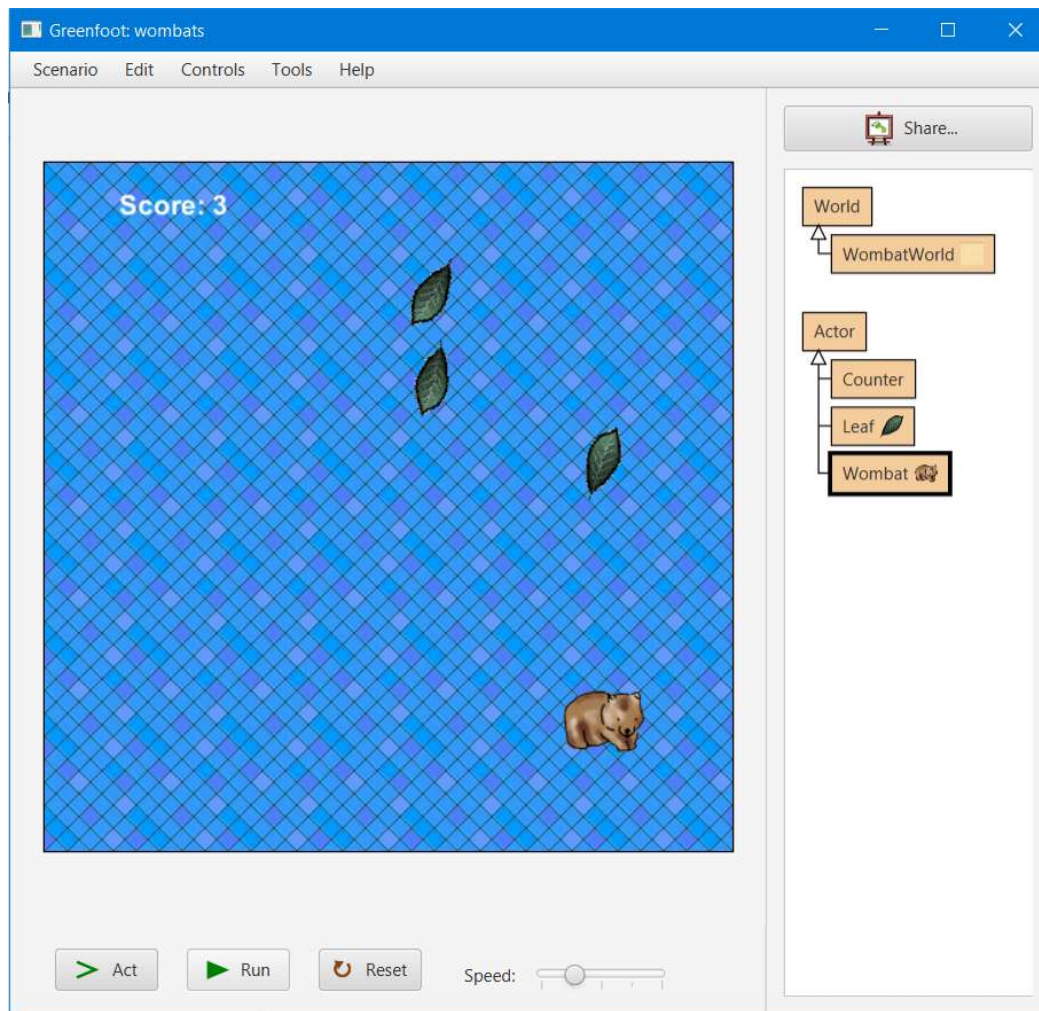 Greenfoot: wombats
Scenario Edit Controls Tools Help
Share...
Score: 3
World
WombatWorld
Actor
Counter
Leaf
Wombat
Act Run Reset Speed: